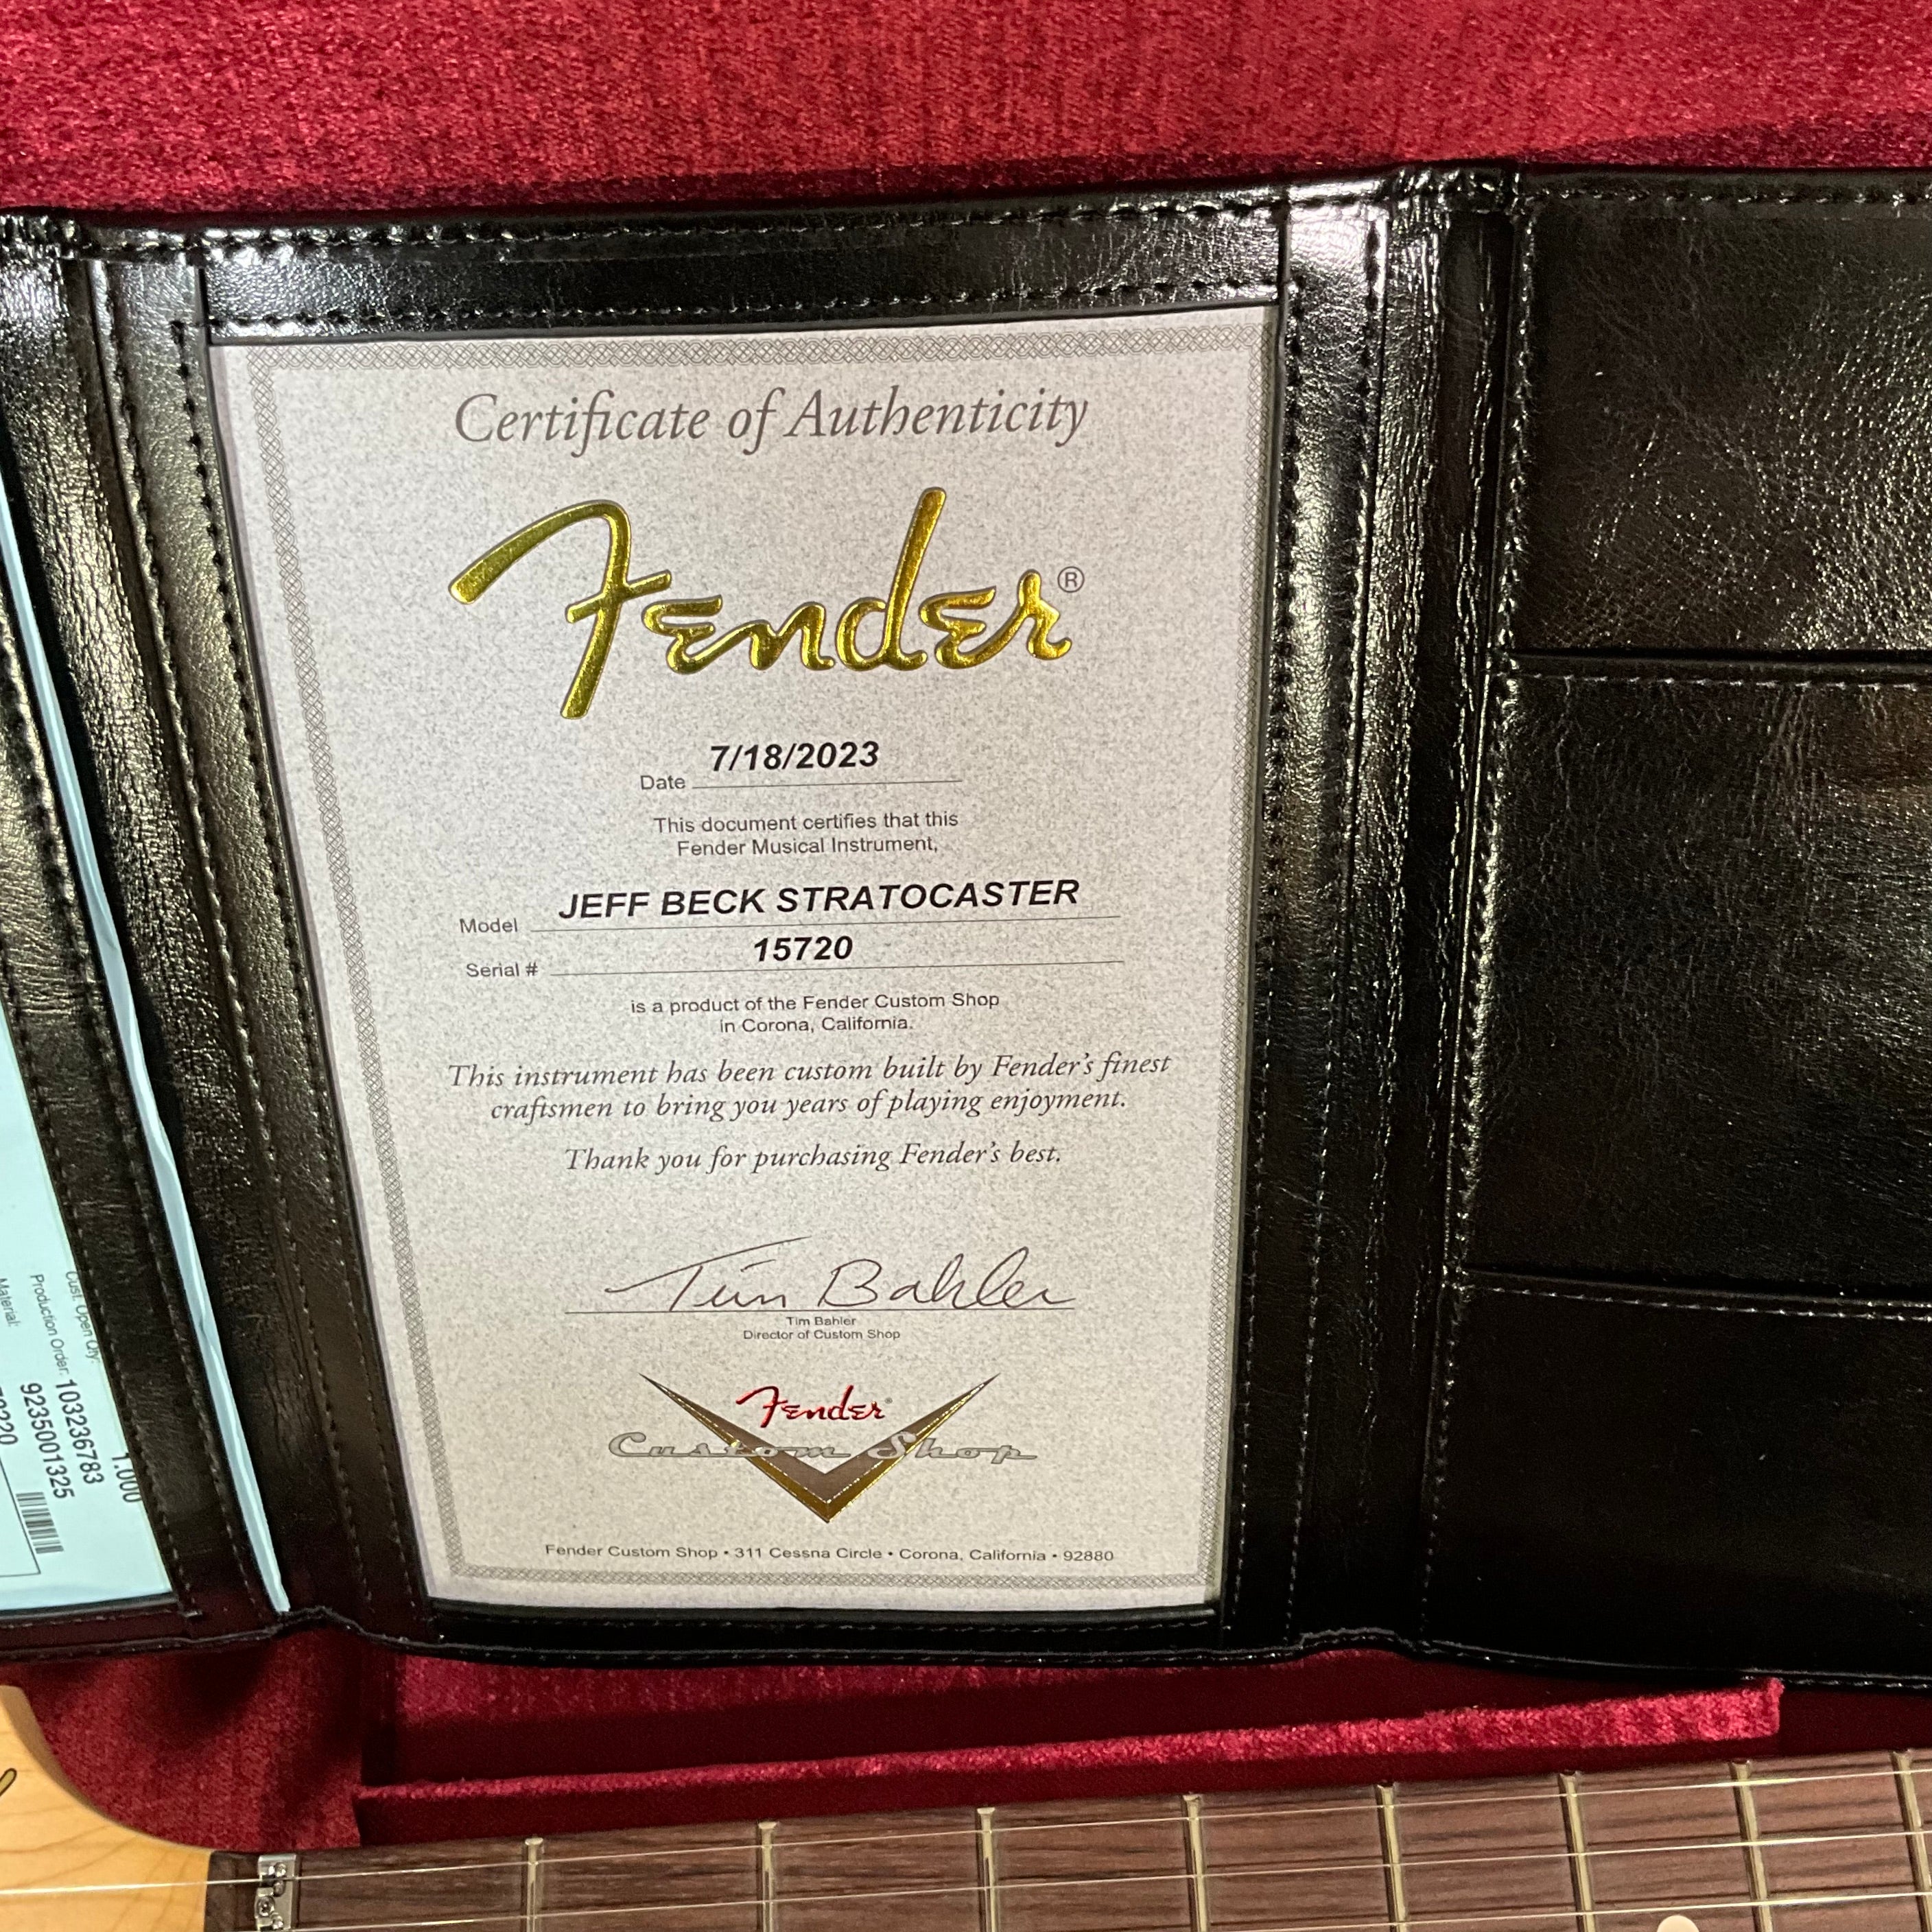 Certificate of Authenticity
Fender®
Date 7/18/2023
This document certifies that this
Fender Musical Instrument,
Model JEFF BECK STRATOCASTER
Serial # 15720
is a product of the Fender Custom Shop
in Corona, California.
This instrument has been custom built by Fender's finest
craftsmen to bring you years of playing enjoyment.
Thank you for purchasing Fender's best.
Tim Bahler
Tim Bahler
Director of Custom Shop
Fender
Custom Shop
Fender Custom Shop • 311 Cessna Circle • Corona, California • 92880
Cust. Open Qty: 1.000
Production Order: 103236783
Material: 9235001325